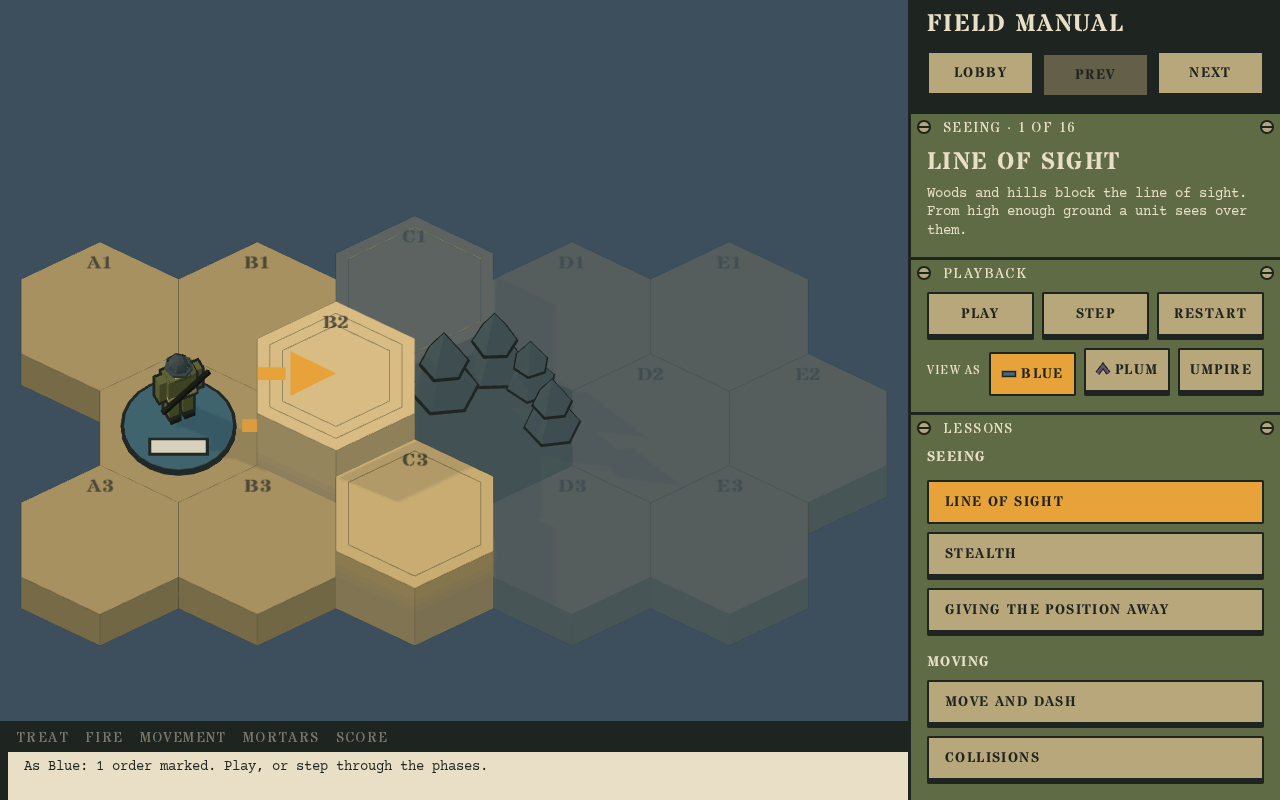 FIELD MANUAL
LOBBY PREV NEXT
SEEING · 1 OF 16
LINE OF SIGHT
Woods and hills block the line of sight.
From high enough ground a unit sees over
them.
PLAYBACK
PLAY STEP RESTART
VIEW AS BLUE PLUM UMPIRE
LESSONS
SEEING
LINE OF SIGHT
STEALTH
GIVING THE POSITION AWAY
MOVING
MOVE AND DASH
COLLISIONS
C1
A1 B1 D1 E1
B2
D2 E2
C3
A3 B3 D3 E3
TREAT FIRE MOVEMENT MORTARS SCORE
As Blue: 1 order marked. Play, or step through the phases.